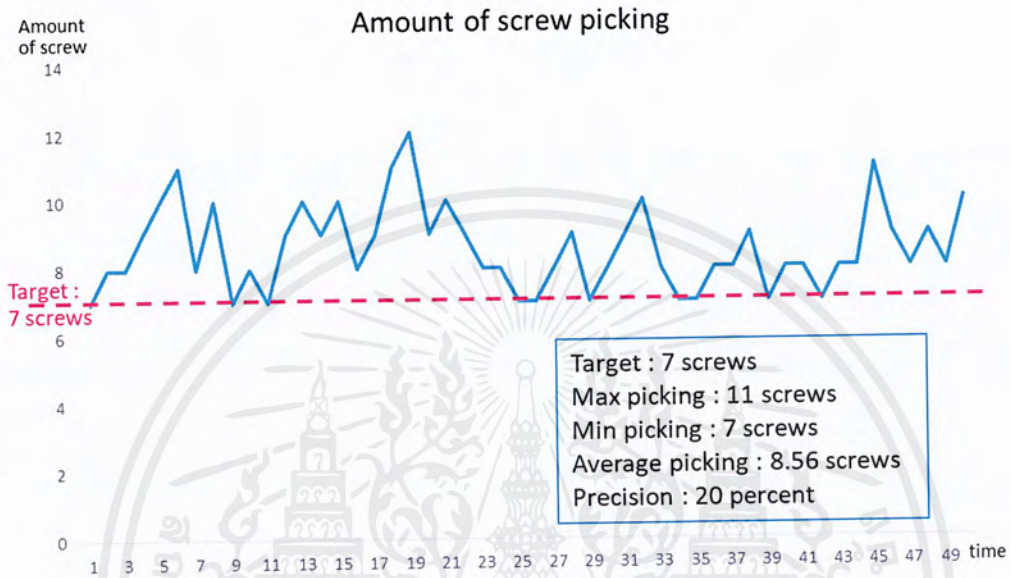 Amount of screw picking
Amount
of screw
14
12
10
8
Target :
7 screws
6
4
2
0
Target : 7 screws
Max picking : 11 screws
Min picking : 7 screws
Average picking : 8.56 screws
Precision : 20 percent
1 3 5 7 9 11 13 15 17 19 21 23 25 27 29 31 33 35 37 39 41 43 45 47 49 time